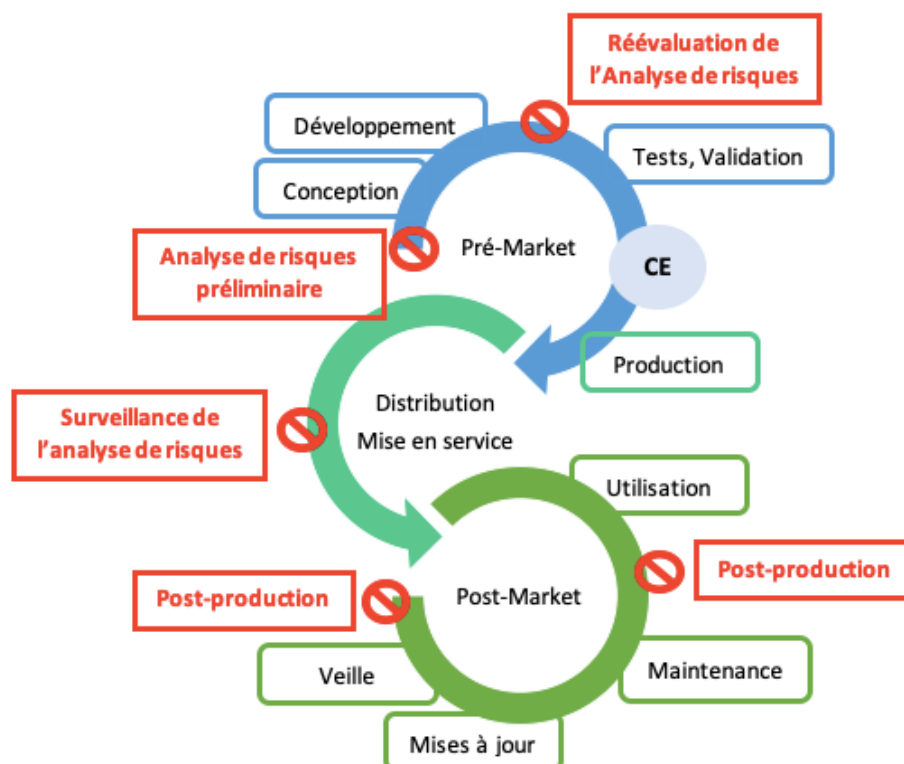 Réévaluation de
l'Analyse de risques
Développement
Tests, Validation
Conception
Analyse de risques
préliminaire
Pré-Market
CE
Production
Distribution
Mise en service
Surveillance de
l'analyse de risques
Utilisation
Post-production
Post-production
Post-Market
Veille
Maintenance
Mises à jour